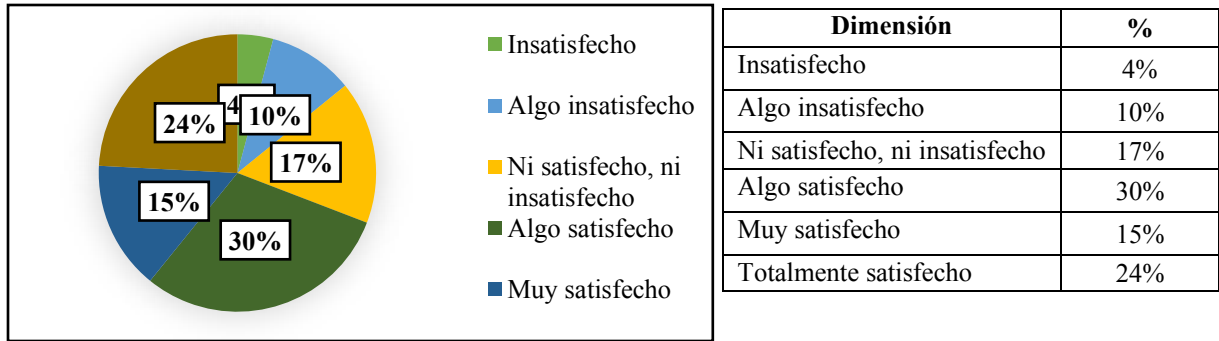 4%
10%
24%
17%
15%
30%
Insatisfecho
Algo insatisfecho
Ni satisfecho, ni
insatisfecho
Algo satisfecho
Muy satisfecho
Dimensión %
Insatisfecho 4%
Algo insatisfecho 10%
Ni satisfecho, ni insatisfecho 17%
Algo satisfecho 30%
Muy satisfecho 15%
Totalmente satisfecho 24%